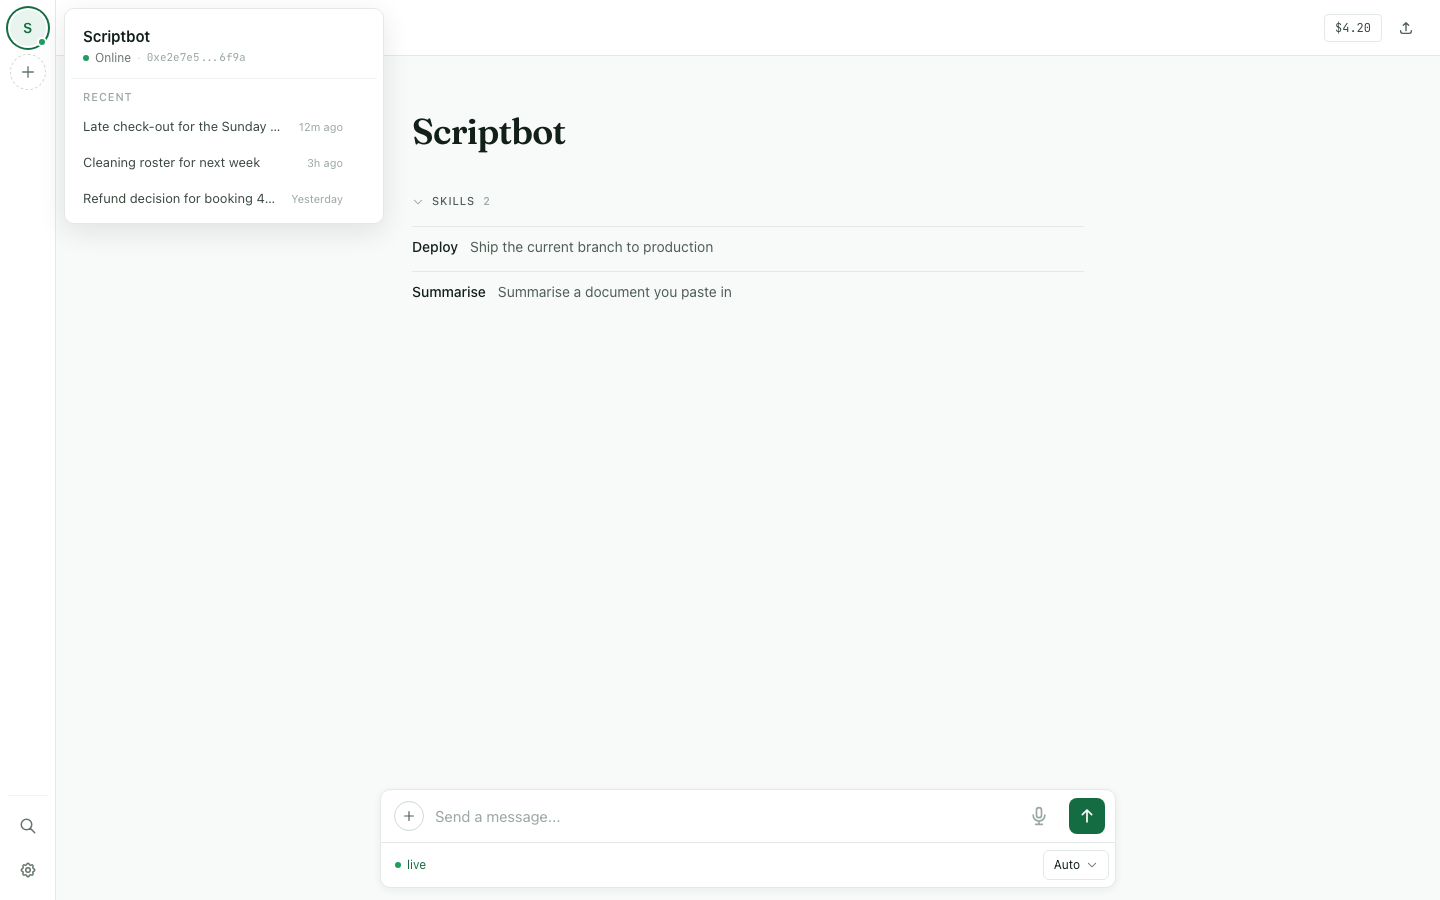 S
Scriptbot
Online · 0xe2e7e5...6f9a
RECENT
Late check-out for the Sunday ... 12m ago
Cleaning roster for next week 3h ago
Refund decision for booking 4... Yesterday
$4.20
Scriptbot
SKILLS 2
Deploy Ship the current branch to production
Summarise Summarise a document you paste in
Send a message...
live
Auto